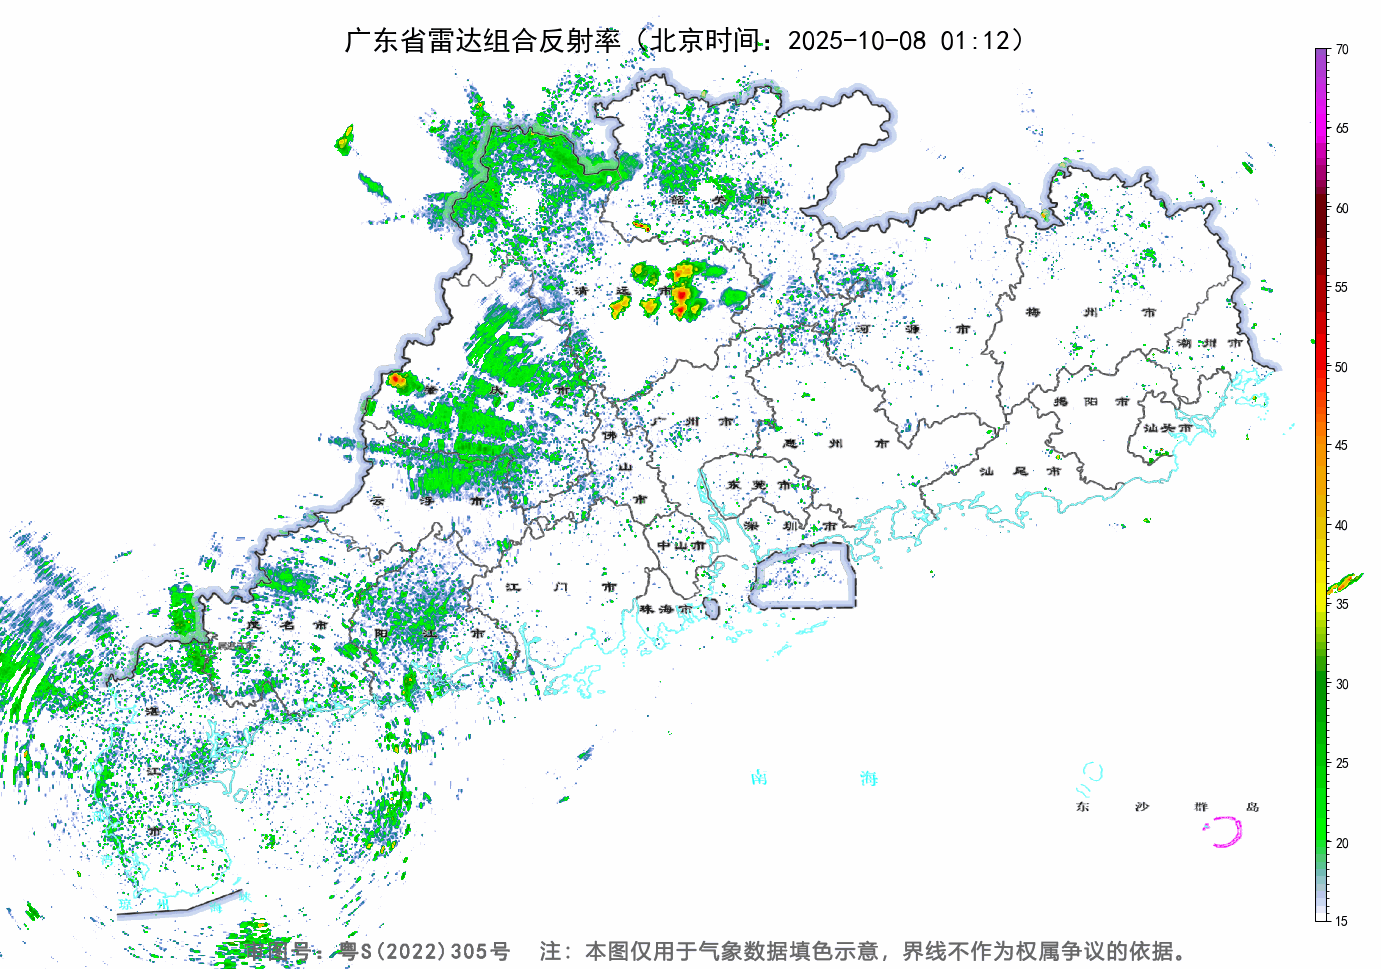 广东省雷达组合反射率（北京时间：2025-10-08 01:12）
70
65
60
55
50
45
40
35
30
25
20
15
韶关市
清远市
河源市
梅州市
潮州市
肇庆市
广州市
惠州市
揭阳市
汕头市
佛山市
东莞市
汕尾市
云浮市
深圳市
中山市
江门市
珠海市
茂名市
阳江市
湛江市
南海
东沙群岛
琼州海峡
审图号：粤S(2022)305号 注：本图仅用于气象数据填色示意，界线不作为权属争议的依据。